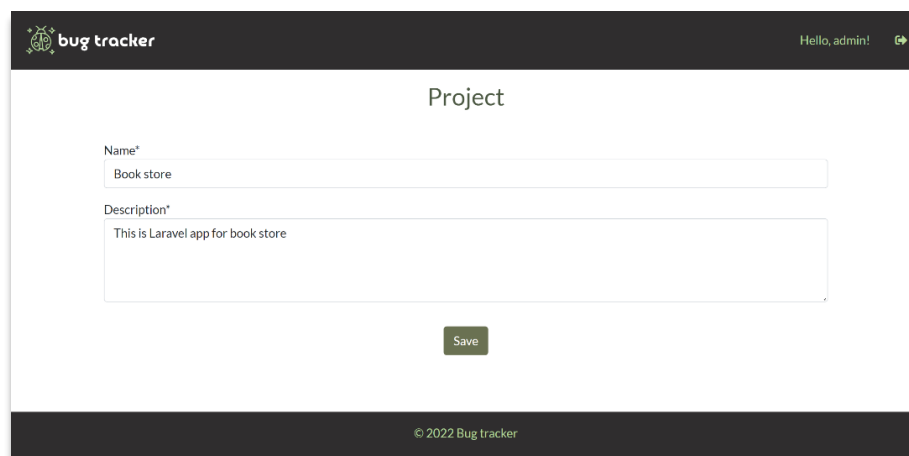 bug tracker
Hello, admin!
Project
Name*
Book store
Description*
This is Laravel app for book store
Save
© 2022 Bug tracker